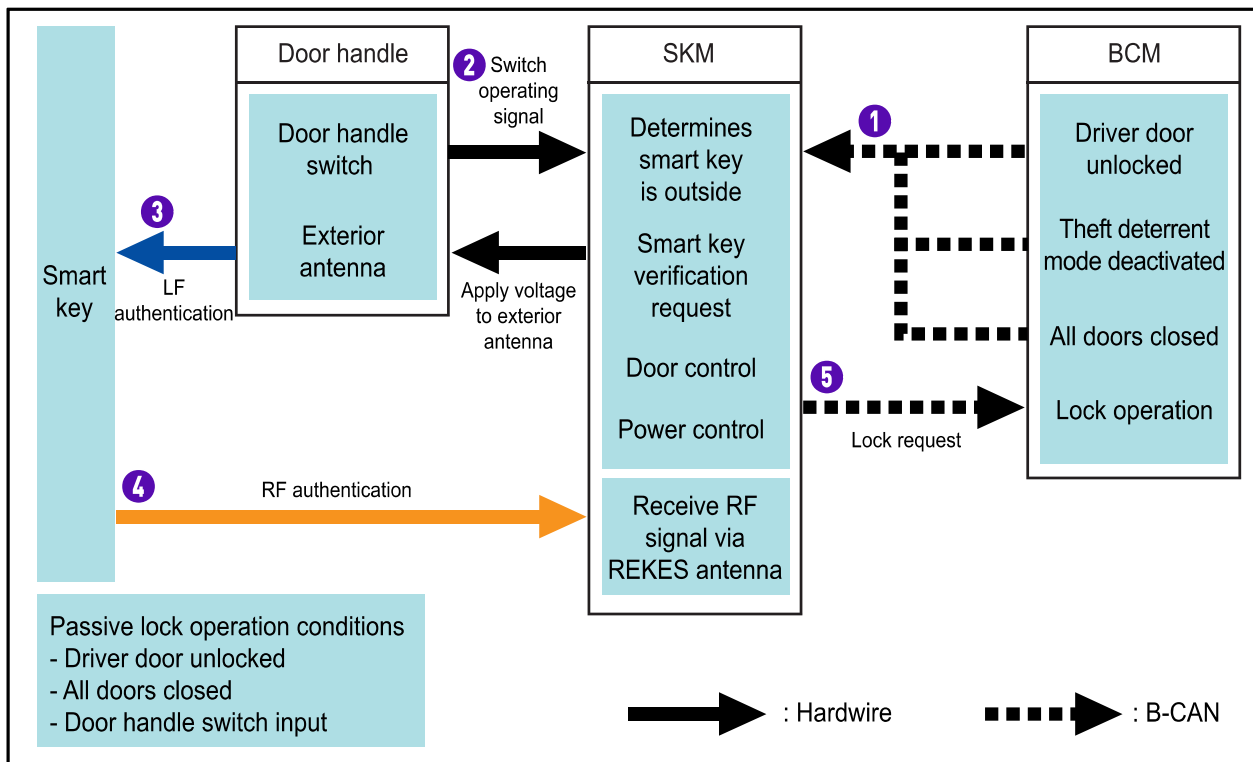 Door handle
SKM
BCM
2
Switch
operating
signal
Door handle
switch
Exterior
antenna
Determines
smart key
is outside
Smart key
verification
request
Door control
Power control
1
Driver door
unlocked
Theft deterrent
mode deactivated
All doors closed
Lock operation
3
LF
authentication
Smart
key
Apply voltage
to exterior
antenna
5
Lock request
4
RF authentication
Receive RF
signal via
REKES antenna
Passive lock operation conditions
- Driver door unlocked
- All doors closed
- Door handle switch input
: Hardwire
: B-CAN